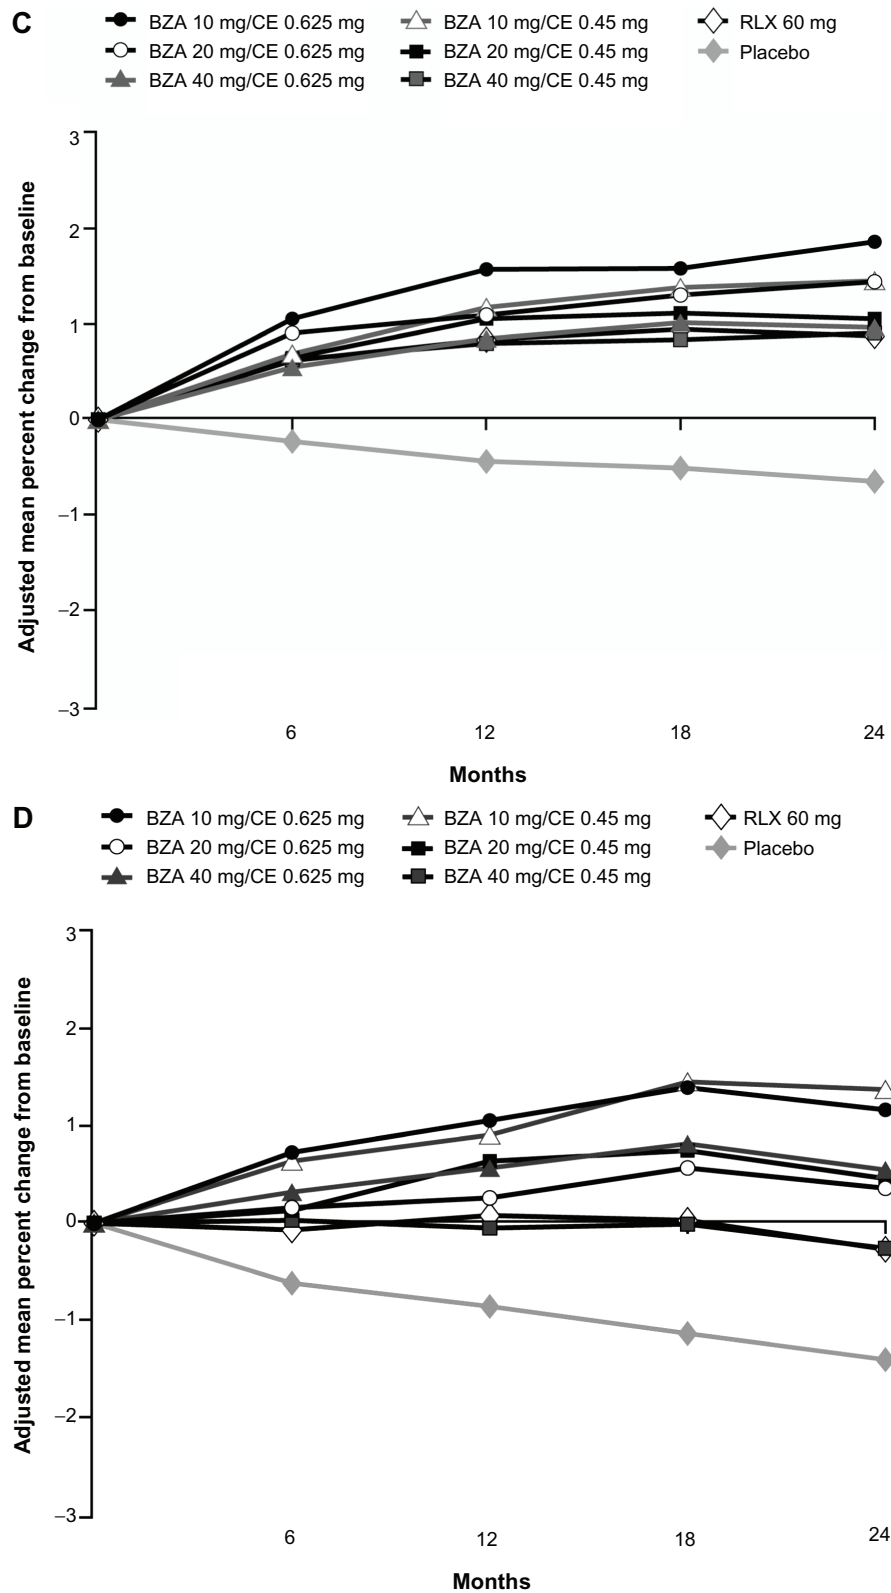 C
BZA 10 mg/CE 0.625 mg
BZA 20 mg/CE 0.625 mg
BZA 40 mg/CE 0.625 mg
BZA 10 mg/CE 0.45 mg
BZA 20 mg/CE 0.45 mg
BZA 40 mg/CE 0.45 mg
RLX 60 mg
Placebo
Adjusted mean percent change from baseline
3
2
1
0
–1
–2
–3
6 12 18 24
Months
D
BZA 10 mg/CE 0.625 mg
BZA 20 mg/CE 0.625 mg
BZA 40 mg/CE 0.625 mg
BZA 10 mg/CE 0.45 mg
BZA 20 mg/CE 0.45 mg
BZA 40 mg/CE 0.45 mg
RLX 60 mg
Placebo
Adjusted mean percent change from baseline
3
2
1
0
–1
–2
–3
6 12 18 24
Months